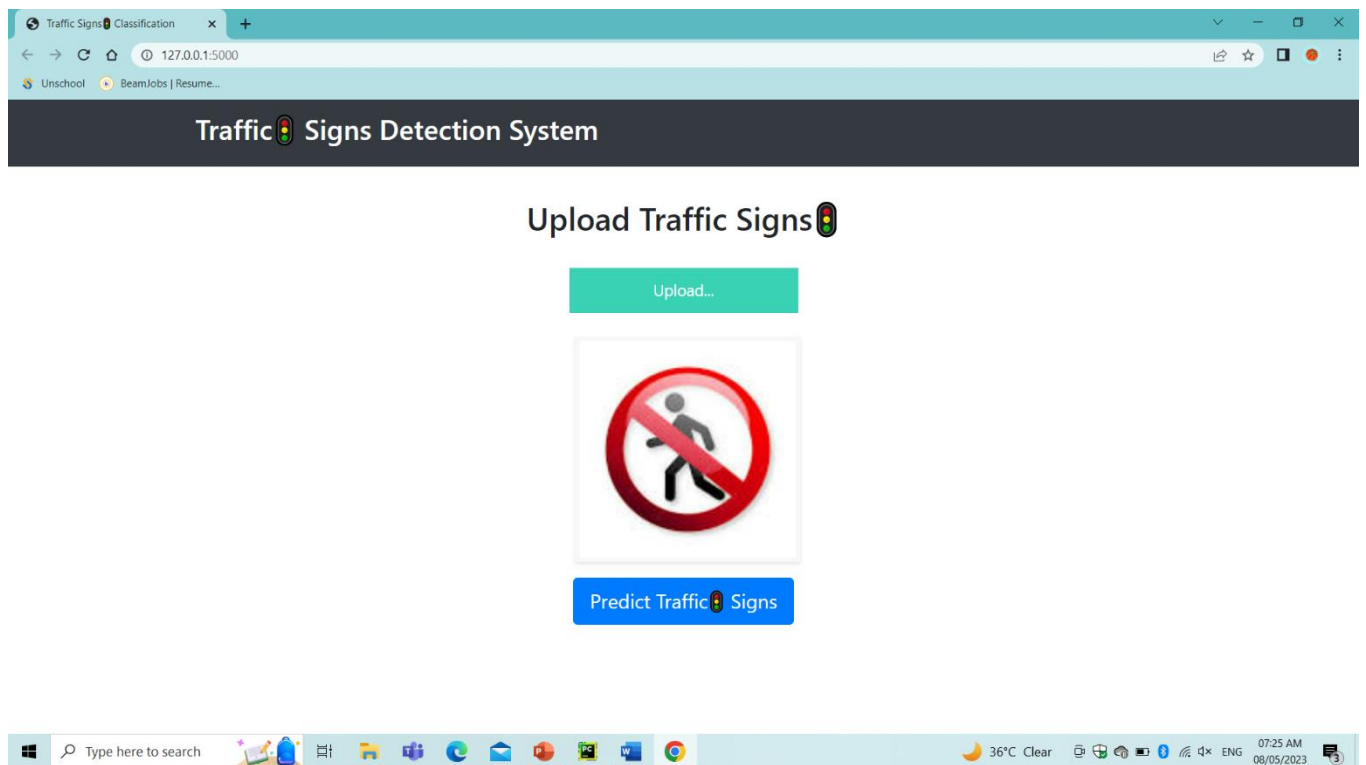 Traffic Signs🚦 Classification
127.0.0.1:5000
Unschool BeamJobs | Resume...
Traffic🚦 Signs Detection System
Upload Traffic Signs🚦
Upload...
Predict Traffic🚦 Signs
Type here to search 36°C Clear ENG 07:25 AM
08/05/2023
3